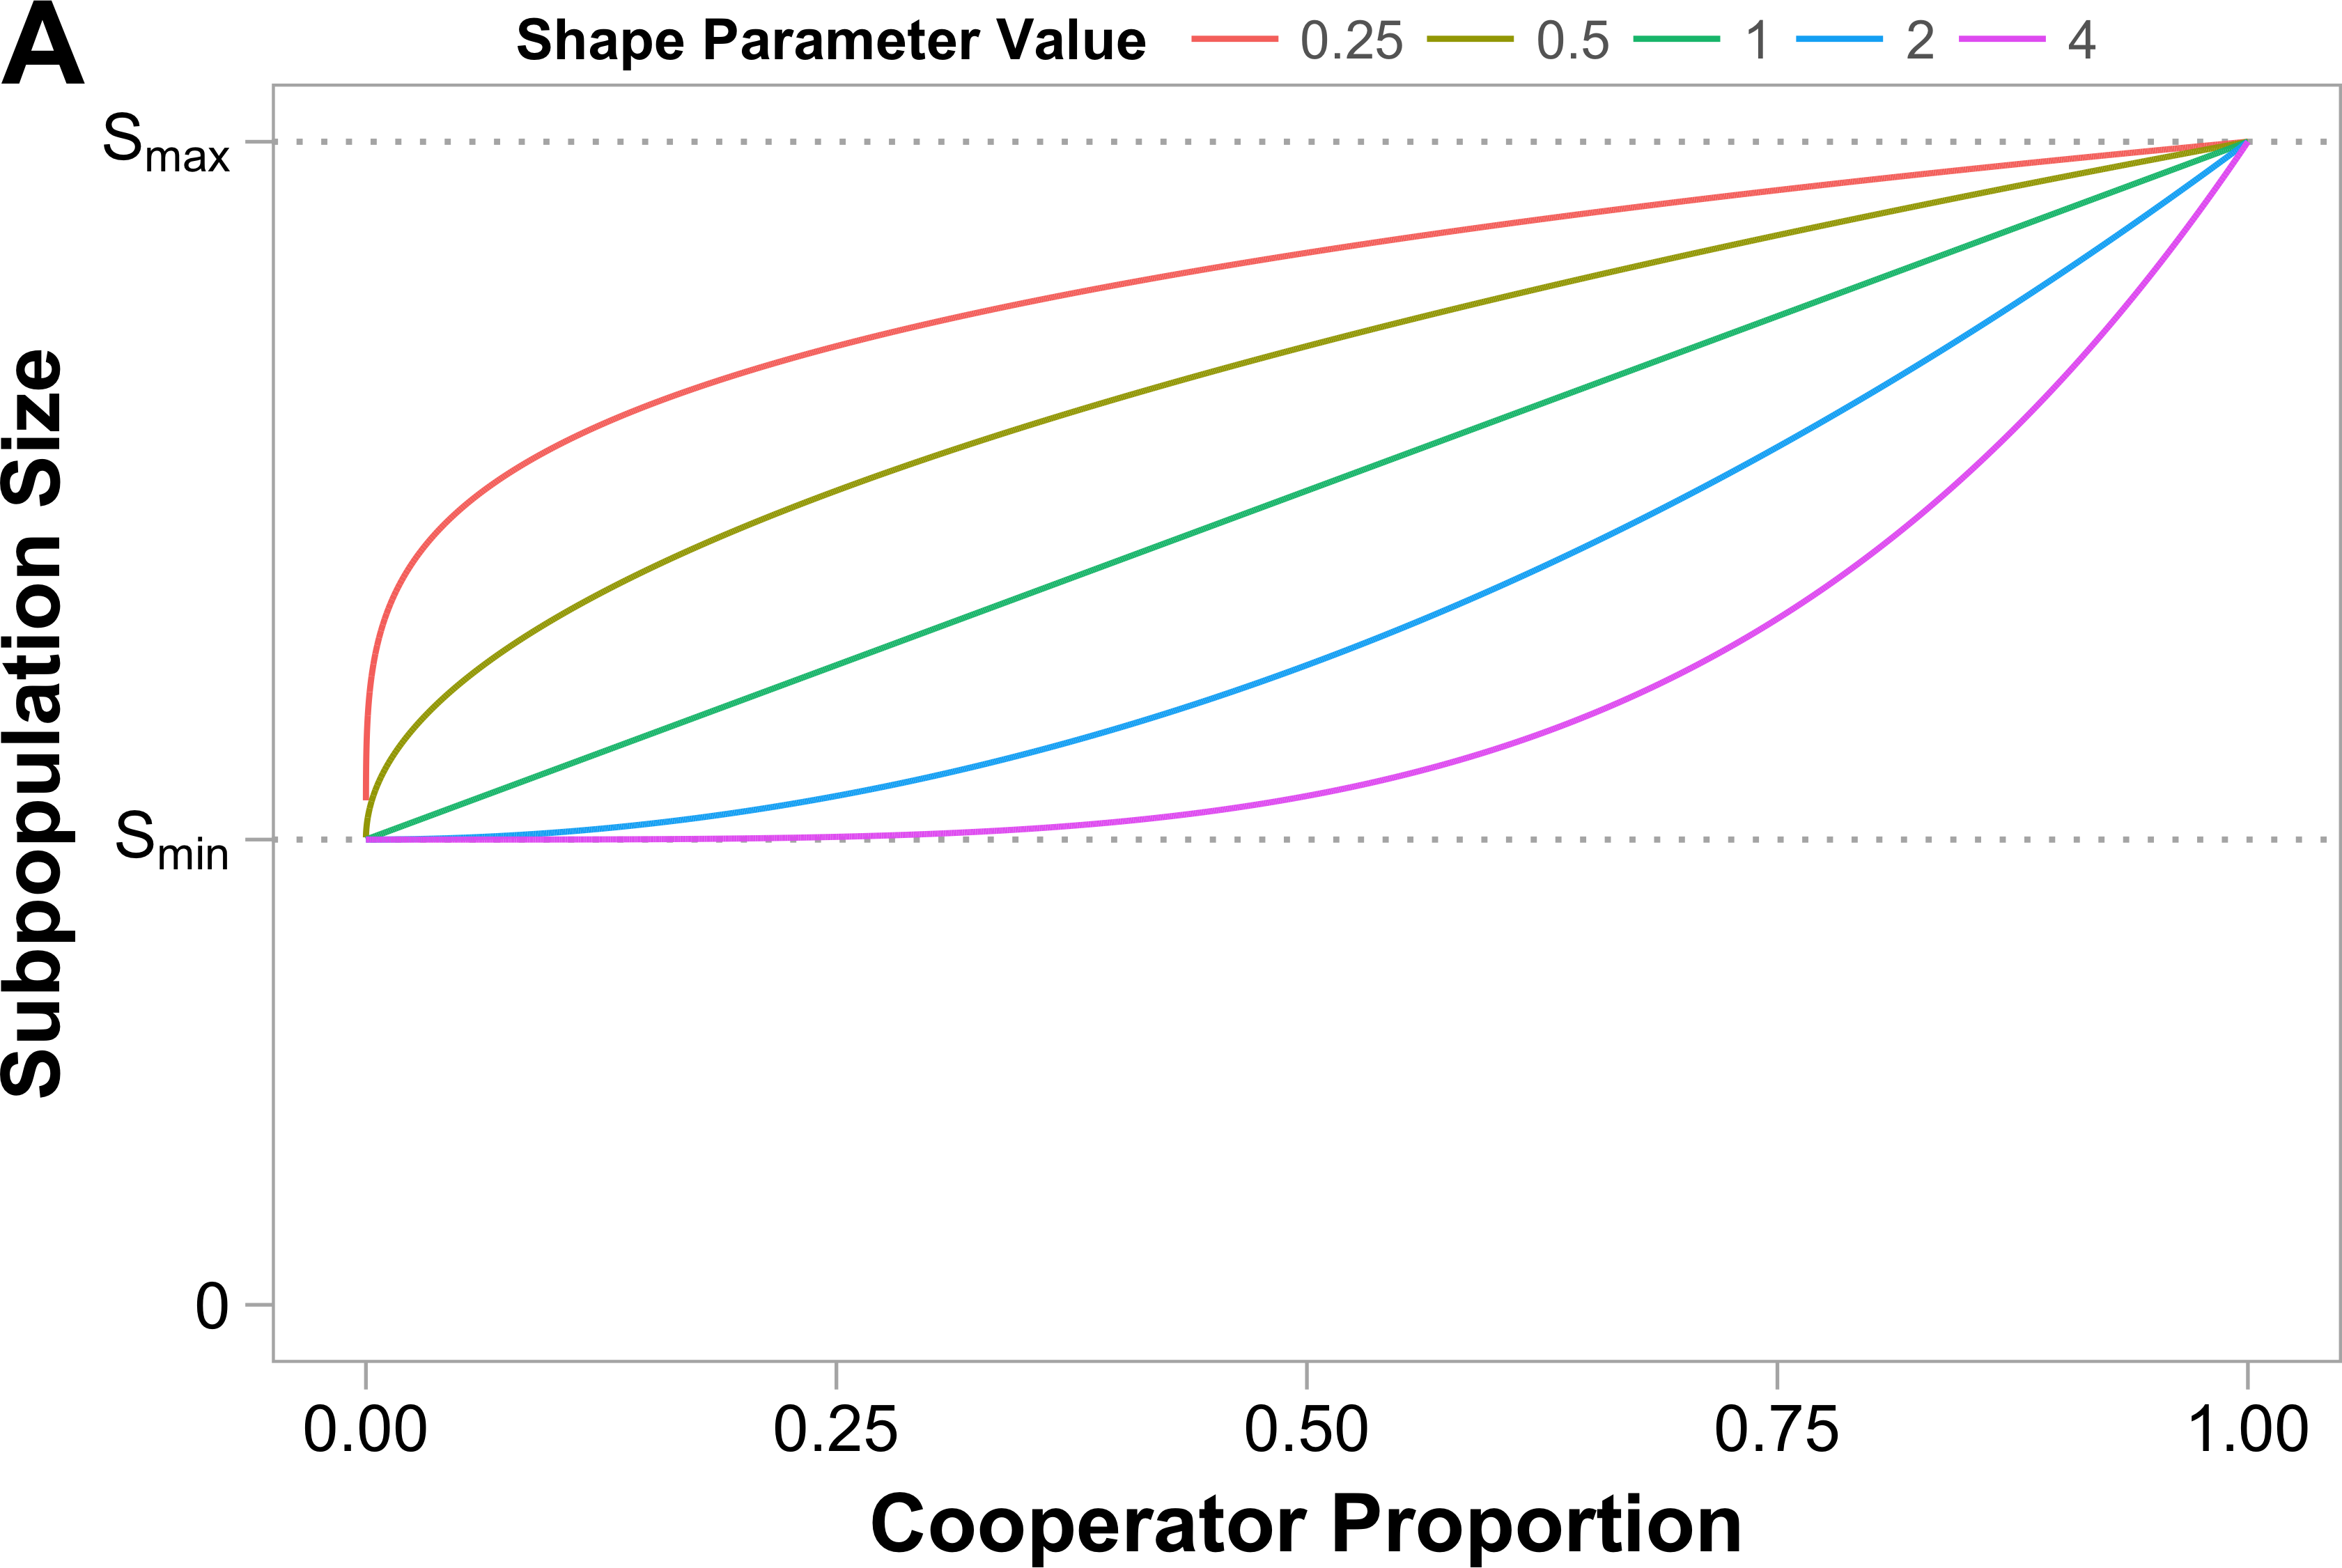 A
Shape Parameter Value 0.25 0.5 1 2 4
Smax
Smin
0
Subpopulation Size
0.00 0.25 0.50 0.75 1.00
Cooperator Proportion